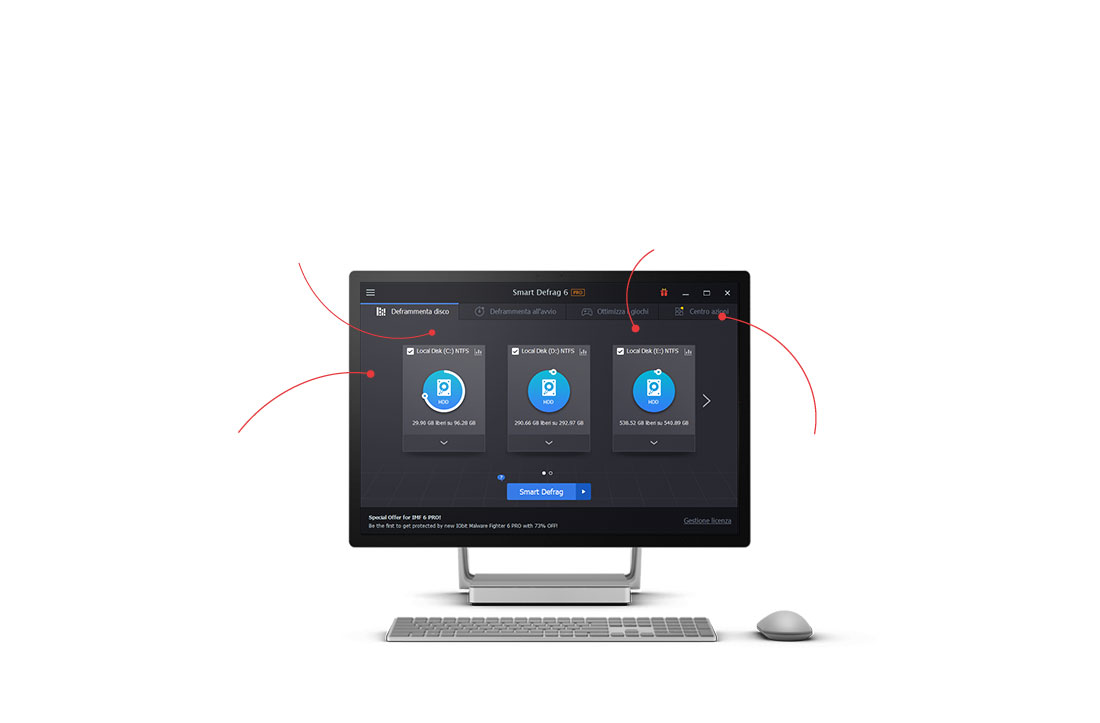 Smart Defrag 6 PRO
Deframmenta disco
Deframmenta all'avvio
Ottimizza i giochi
Centro azioni
Local Disk (C:) NTFS
HDD
29.90 GB liberi su 96.28 GB
Local Disk (D:) NTFS
HDD
290.66 GB liberi su 292.97 GB
Local Disk (E:) NTFS
HDD
538.52 GB liberi su 540.89 GB
?
Smart Defrag
Special Offer for IMF 6 PRO!
Be the first to get protected by new IObit Malware Fighter 6 PRO with 73% OFF!
Gestione licenza